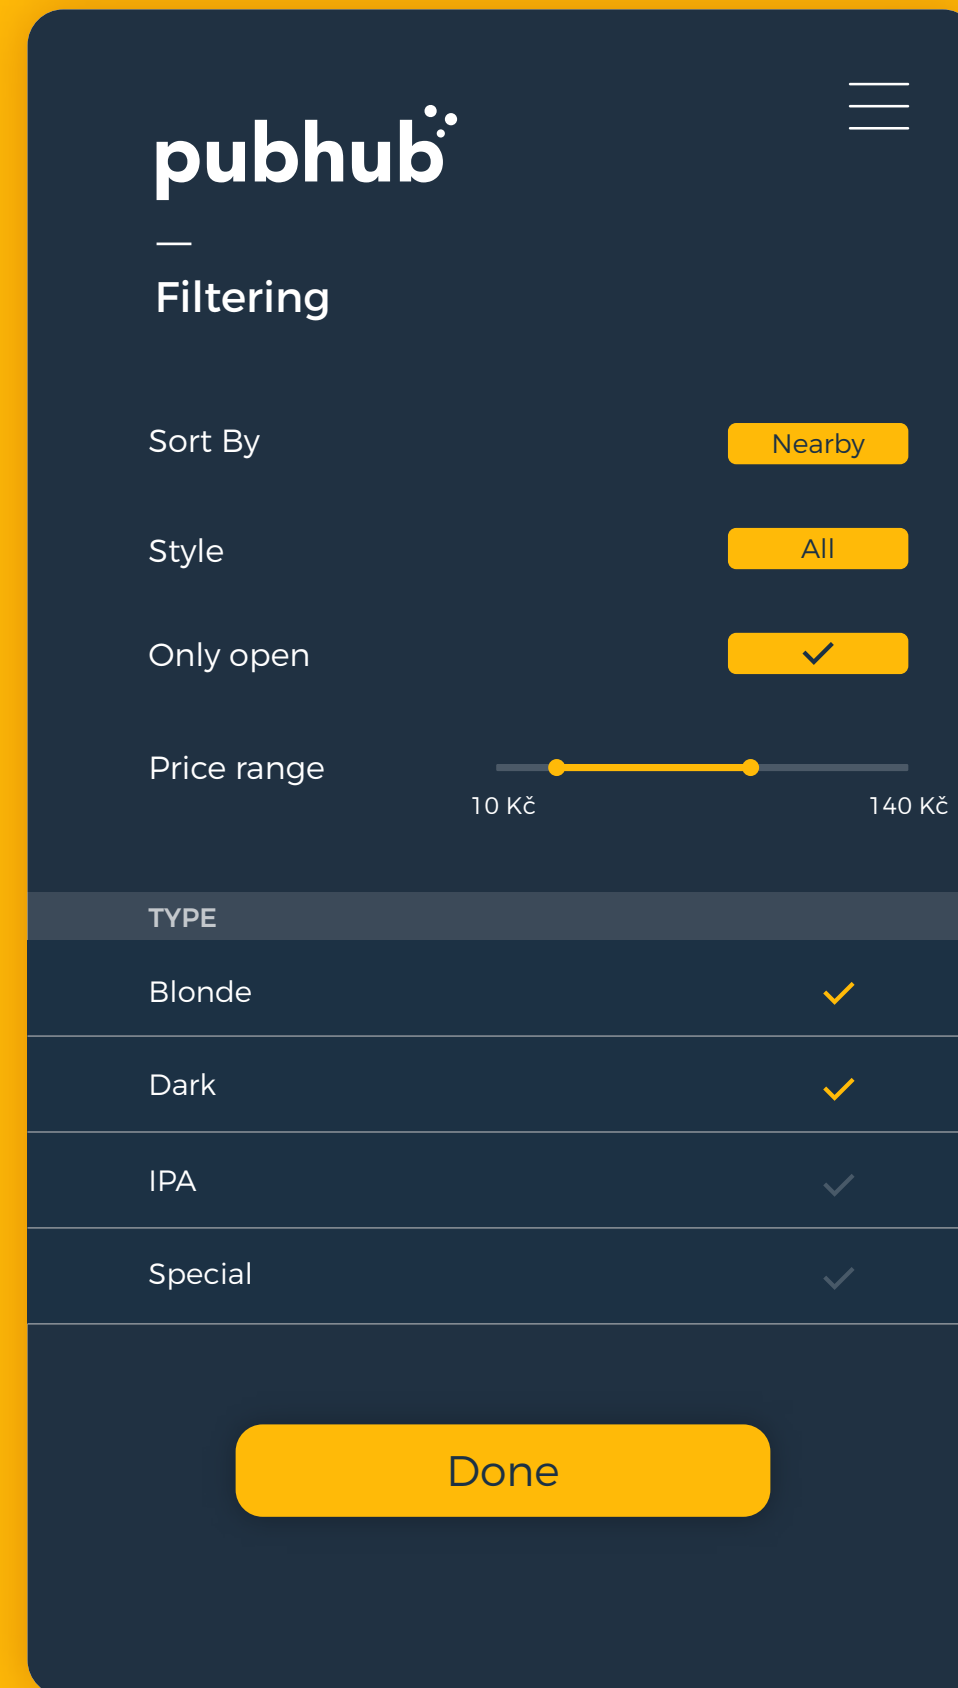 pubhub
Filtering
Sort By
Nearby
Style
All
Only open
Price range
10 Kč
140 Kč
TYPE
Blonde
Dark
IPA
Special
Done